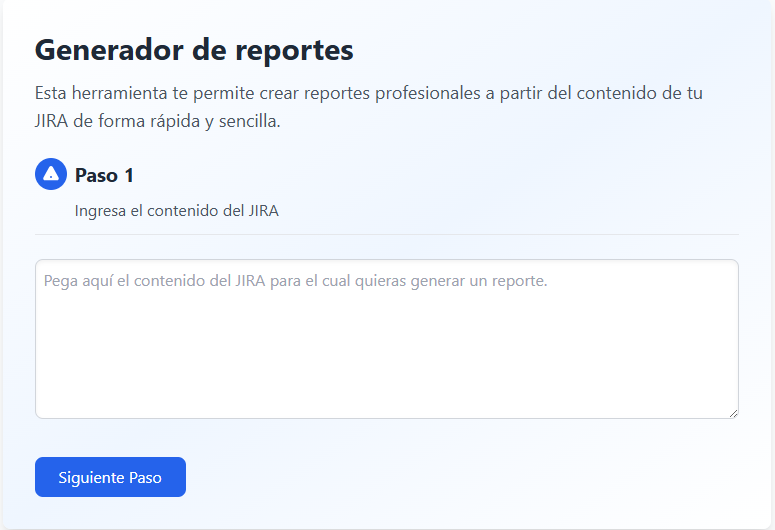 Generador de reportes
Esta herramienta te permite crear reportes profesionales a partir del contenido de tu
JIRA de forma rápida y sencilla.
Paso 1
Ingresa el contenido del JIRA
Pega aquí el contenido del JIRA para el cual quieras generar un reporte.
Siguiente Paso